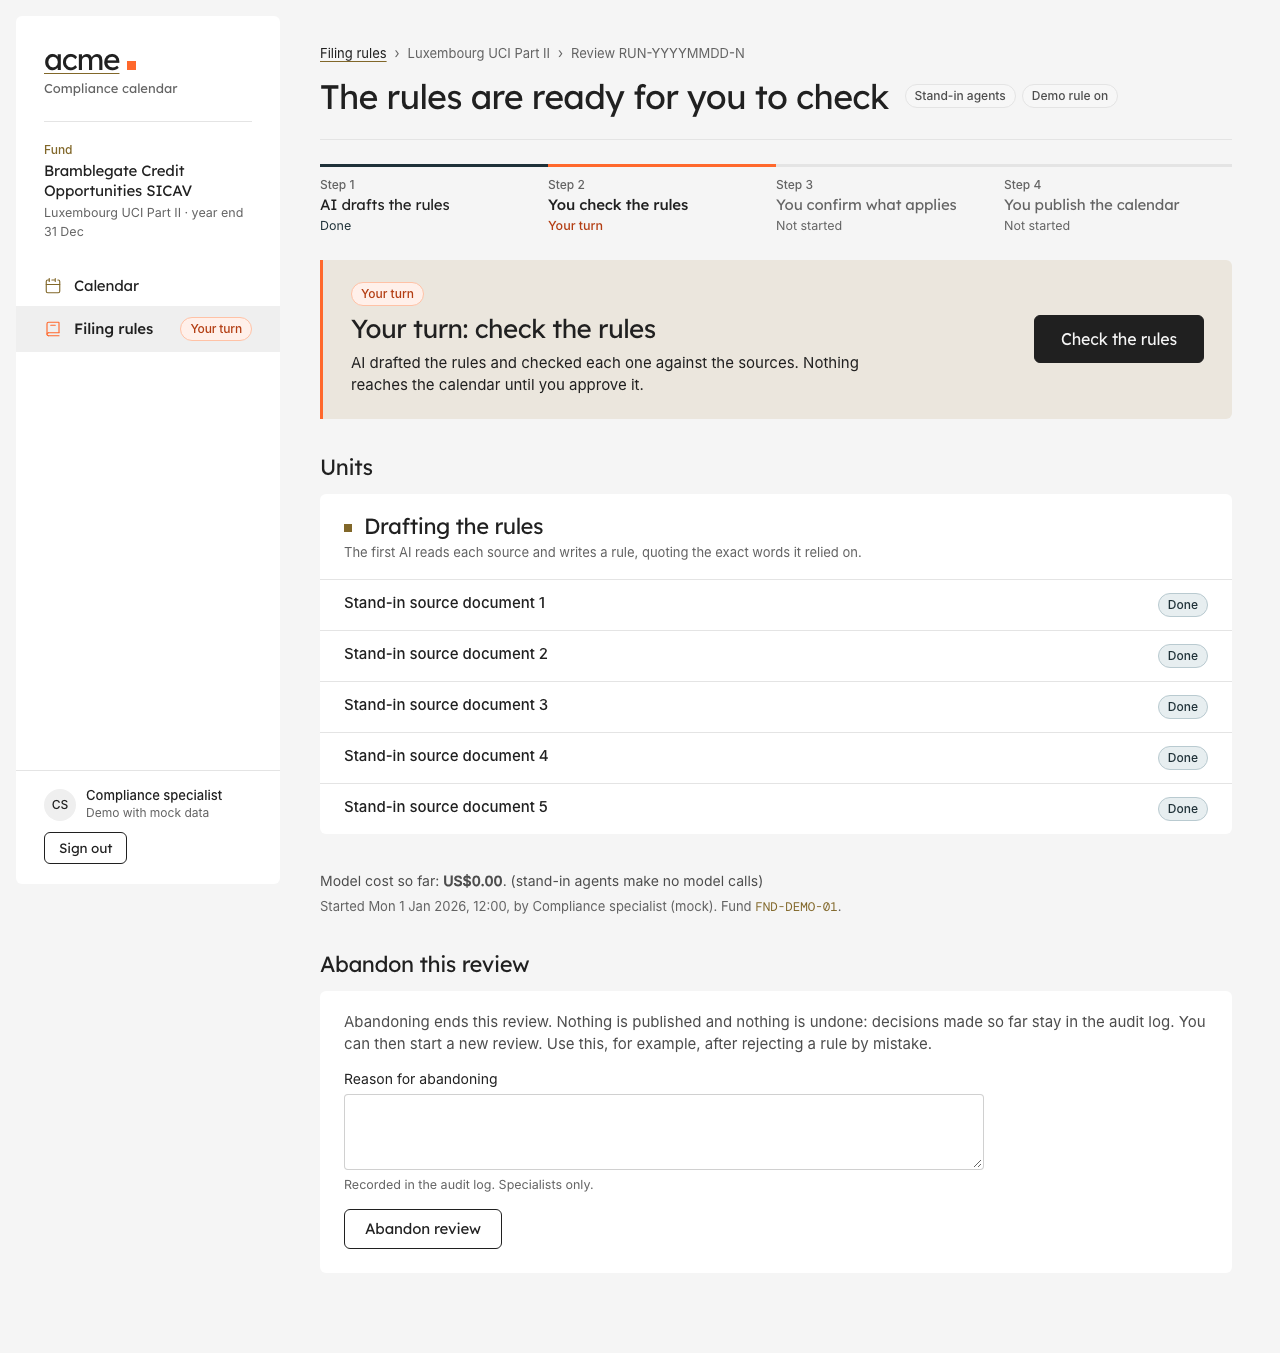 acme
Compliance calendar
Fund
Bramblegate Credit
Opportunities SICAV
Luxembourg UCI Part II · year end
31 Dec
Calendar
Filing rules
Your turn
CS
Compliance specialist
Demo with mock data
Sign out
Filing rules › Luxembourg UCI Part II › Review RUN-YYYYMMDD-N
The rules are ready for you to check
Stand-in agents
Demo rule on
Step 1
AI drafts the rules
Done
Step 2
You check the rules
Your turn
Step 3
You confirm what applies
Not started
Step 4
You publish the calendar
Not started
Your turn
Your turn: check the rules
AI drafted the rules and checked each one against the sources. Nothing
reaches the calendar until you approve it.
Check the rules
Units
Drafting the rules
The first AI reads each source and writes a rule, quoting the exact words it relied on.
Stand-in source document 1
Done
Stand-in source document 2
Done
Stand-in source document 3
Done
Stand-in source document 4
Done
Stand-in source document 5
Done
Model cost so far: US$0.00. (stand-in agents make no model calls)
Started Mon 1 Jan 2026, 12:00, by Compliance specialist (mock). Fund FND-DEMO-01.
Abandon this review
Abandoning ends this review. Nothing is published and nothing is undone: decisions made so far stay in the audit log. You
can then start a new review. Use this, for example, after rejecting a rule by mistake.
Reason for abandoning
Recorded in the audit log. Specialists only.
Abandon review